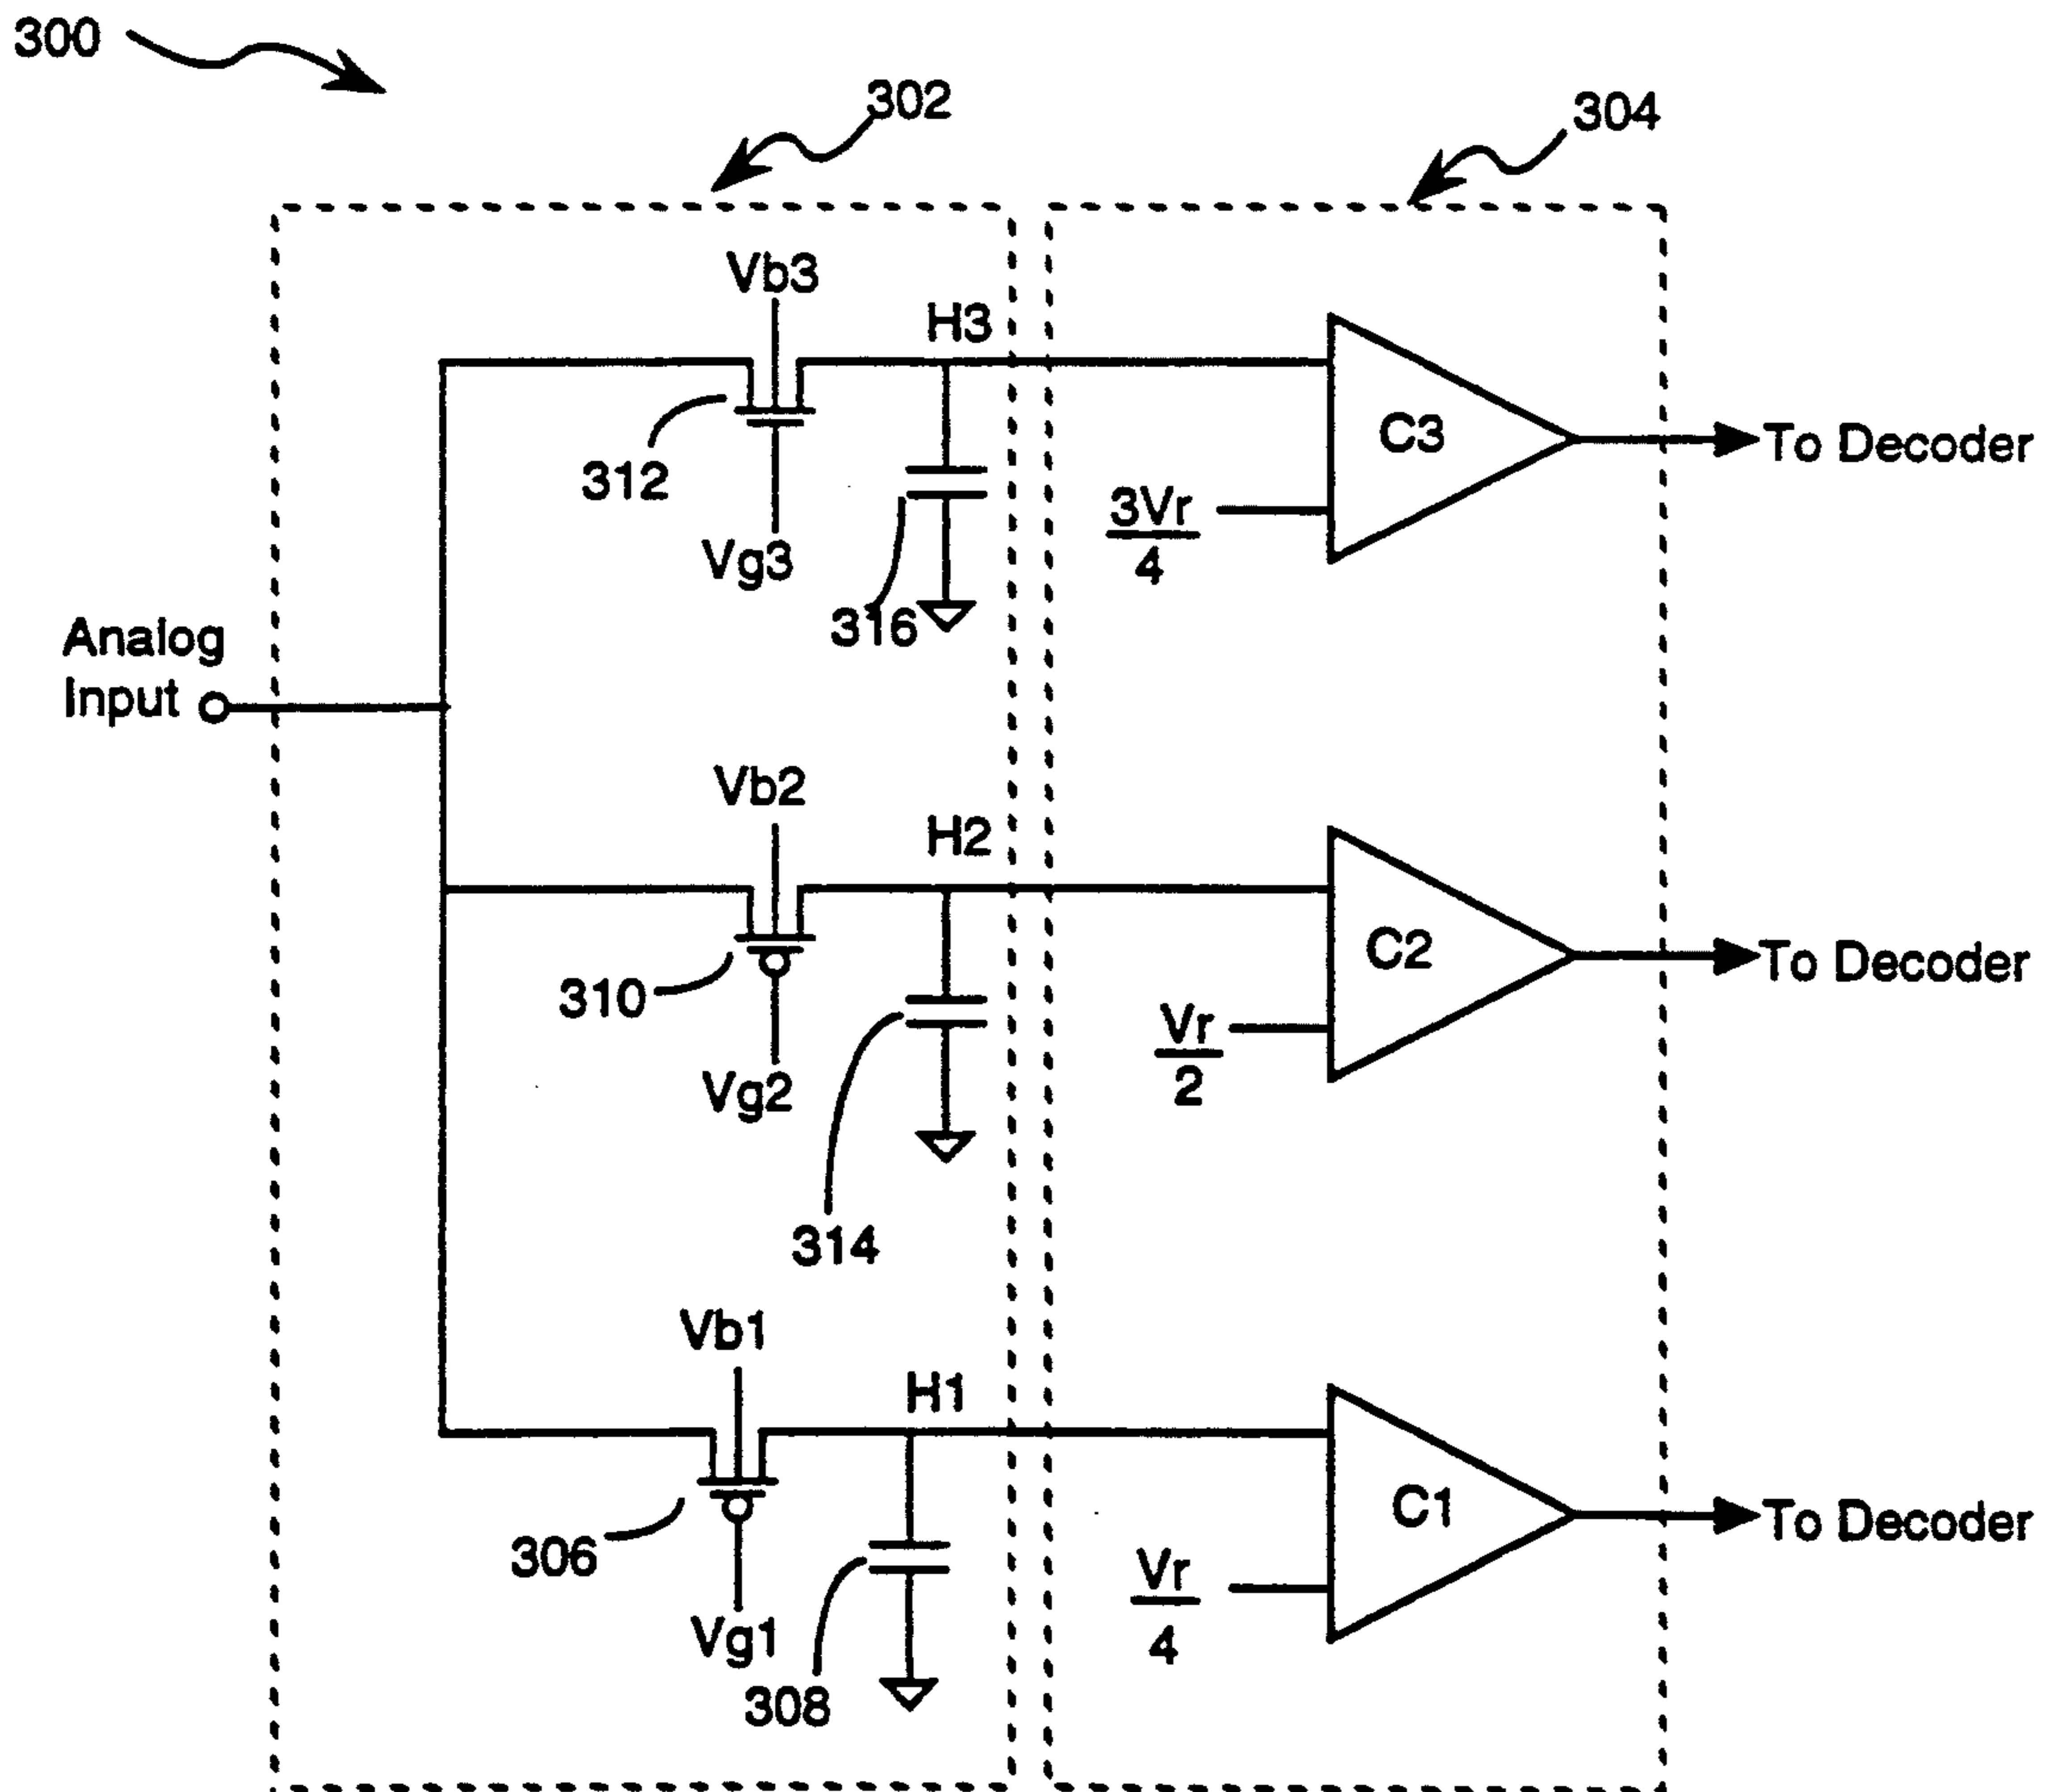 300
302
304
Vb3
H3
C3
To Decoder
312
3Vr
4
Vg3
316
Analog
Input
Vb2
H2
C2
To Decoder
310
Vr
2
Vg2
314
Vb1
H1
C1
To Decoder
306
Vr
4
Vg1
308